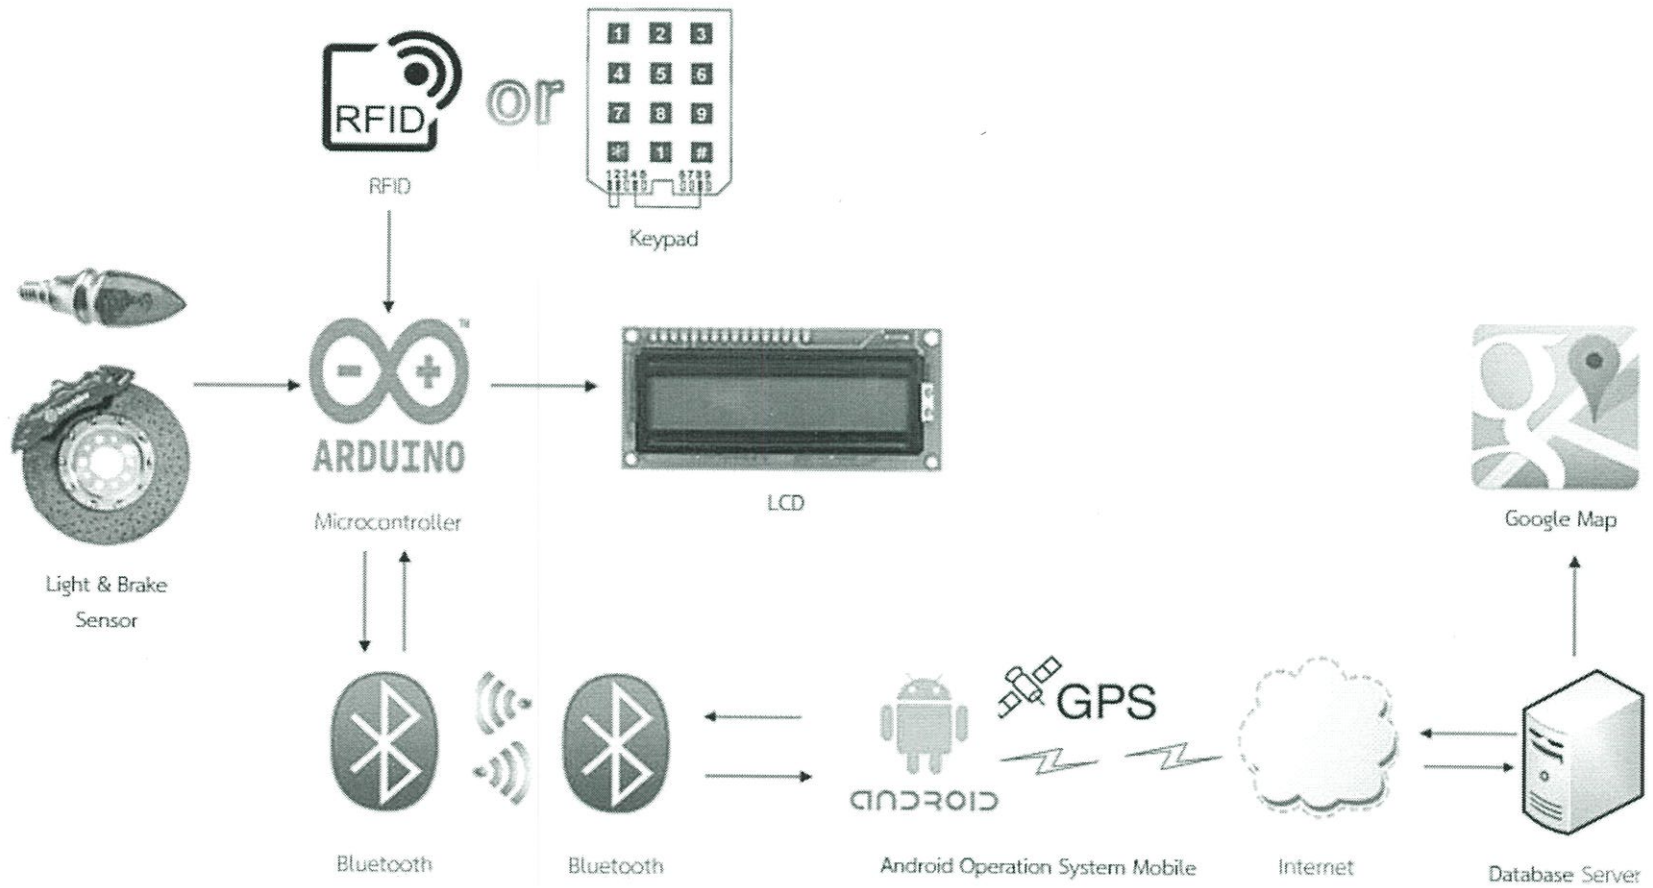 RFID
or
1 2 3
4 5 6
7 8 9
* 1 #
RFID
Keypad
TM
- +
ARDUINO
Microcontroller
LCD
Google Map
Light & Brake
Sensor
GPS
ANDROID
Bluetooth
Bluetooth
Android Operation System Mobile
Internet
Database Server